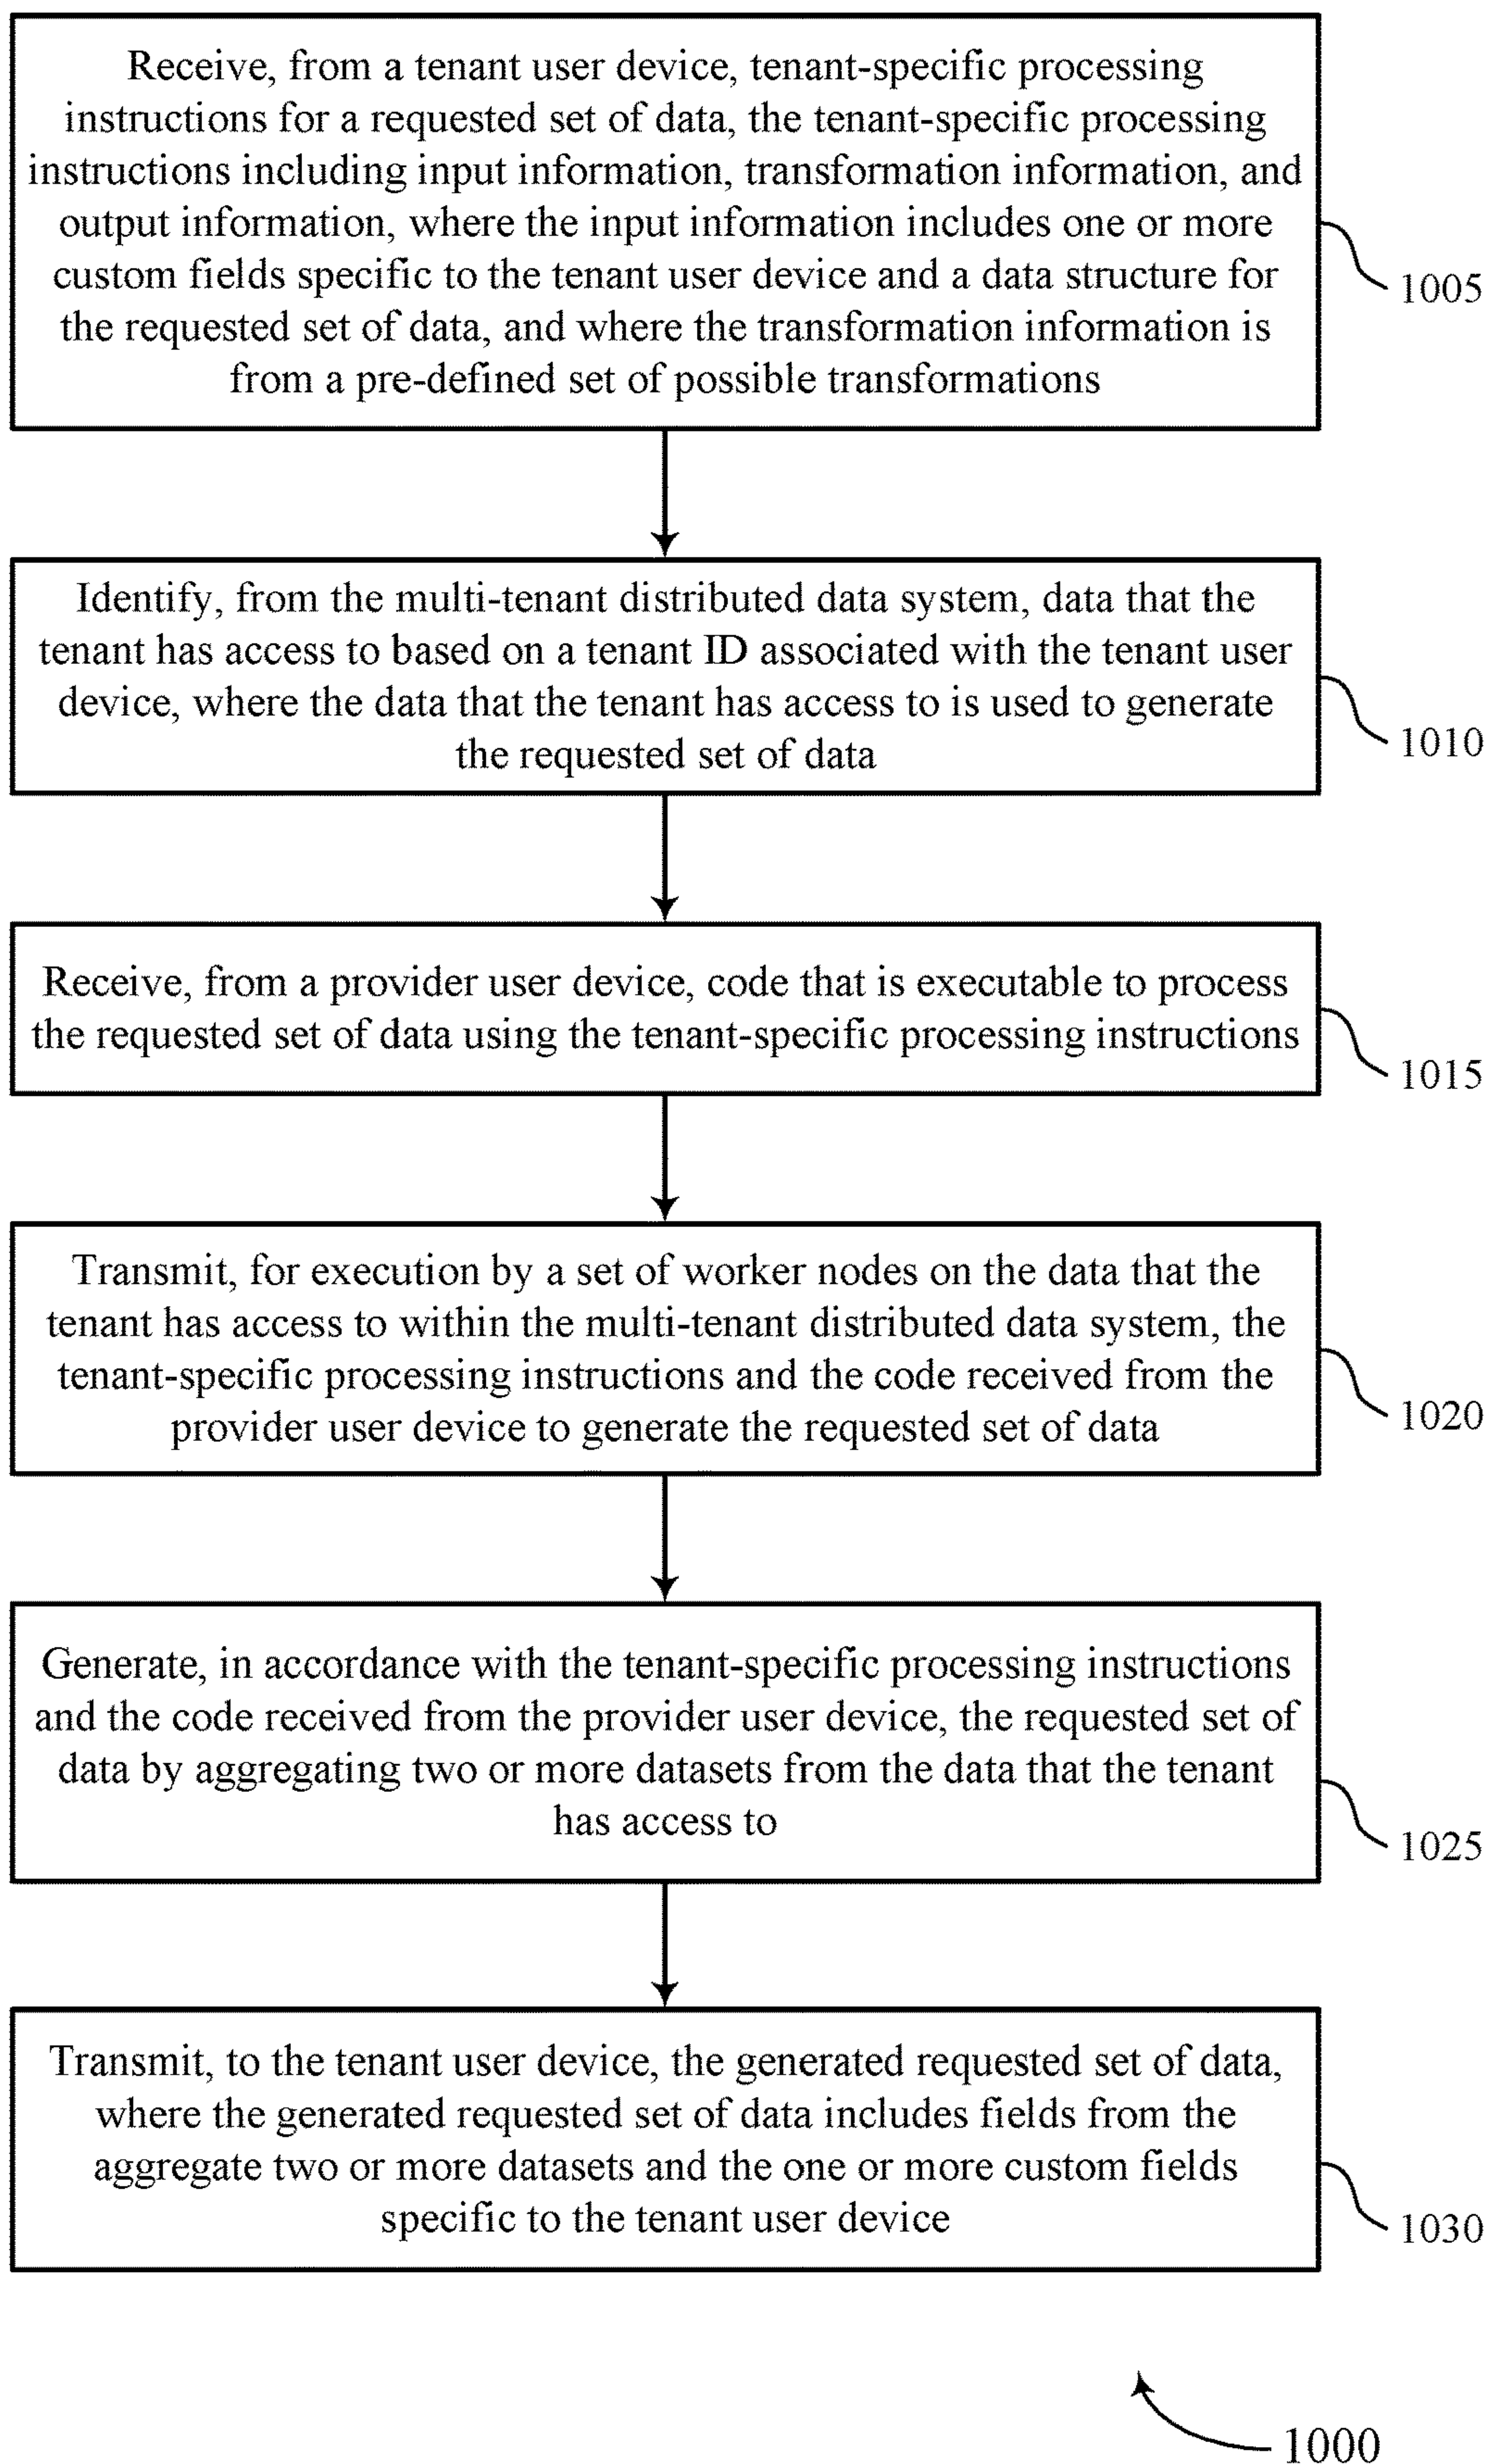 Receive, from a tenant user device, tenant-specific processing
instructions for a requested set of data, the tenant-specific processing
instructions including input information, transformation information, and
output information, where the input information includes one or more
custom fields specific to the tenant user device and a data structure for
the requested set of data, and where the transformation information is
from a pre-defined set of possible transformations
1005
Identify, from the multi-tenant distributed data system, data that the
tenant has access to based on a tenant ID associated with the tenant user
device, where the data that the tenant has access to is used to generate
the requested set of data
1010
Receive, from a provider user device, code that is executable to process
the requested set of data using the tenant-specific processing instructions
1015
Transmit, for execution by a set of worker nodes on the data that the
tenant has access to within the multi-tenant distributed data system, the
tenant-specific processing instructions and the code received from the
provider user device to generate the requested set of data
1020
Generate, in accordance with the tenant-specific processing instructions
and the code received from the provider user device, the requested set of
data by aggregating two or more datasets from the data that the tenant
has access to
1025
Transmit, to the tenant user device, the generated requested set of data,
where the generated requested set of data includes fields from the
aggregate two or more datasets and the one or more custom fields
specific to the tenant user device
1030
1000